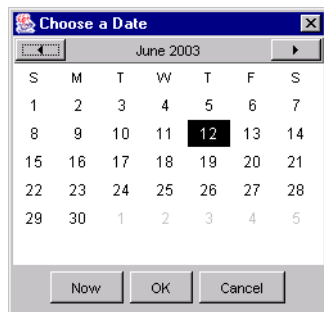 Choose a Date
June 2003
S M T W T F S
1 2 3 4 5 6 7
8 9 10 11 12 13 14
15 16 17 18 19 20 21
22 23 24 25 26 27 28
29 30 1 2 3 4 5
Now OK Cancel